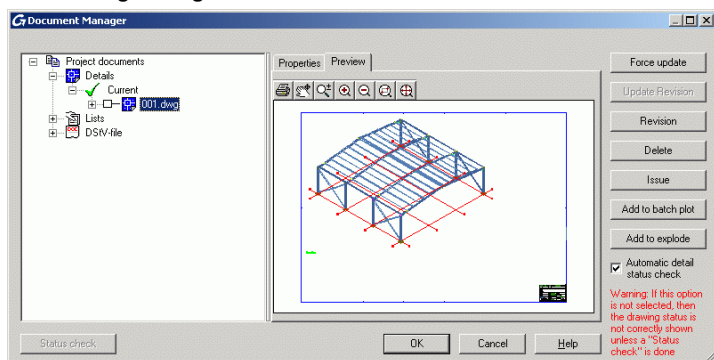 Document Manager
Project documents
Details
Current
001.dwg
Lists
DStV-file
Properties
Preview
Force update
Update Revision
Revision
Delete
Issue
Add to batch plot
Add to explode
Automatic detail
status check
Warning: If this option
is not selected, then
the drawing status is
not correctly shown
unless a "Status
check" is done
Status check
OK
Cancel
Help